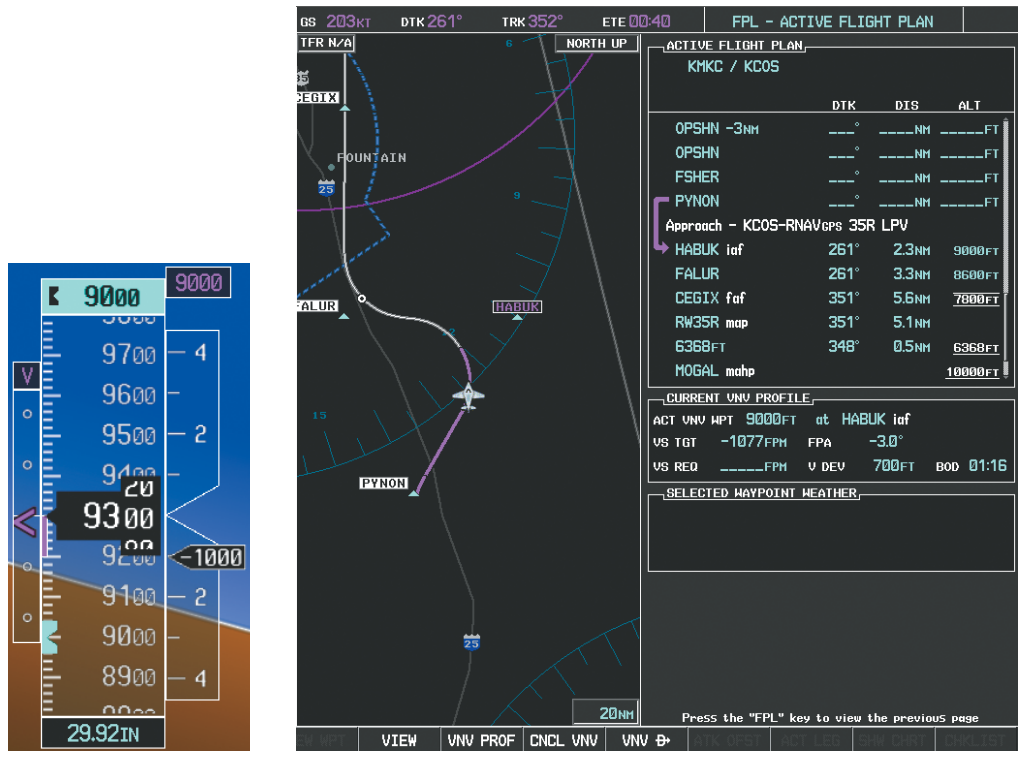 9000
9000
9700
4
9600
9500
2
9400
20
9300
9200
-1000
9100
2
9000
8900
4
29.92IN
V
GS 203KT DTK 261° TRK 352° ETE 00:40
FPL – ACTIVE FLIGHT PLAN
TFR N/A
NORTH UP
6
CEGIX
FOUNTAIN
25
9
FALUR
HABUK
12
15
PYNON
25
20NM
ACTIVE FLIGHT PLAN
KMKC / KCOS
DTK DIS ALT
OPSHN -3NM ___° ____NM _____FT
OPSHN ___° ____NM _____FT
FSHER ___° ____NM _____FT
PYNON ___° ____NM _____FT
Approach – KCOS-RNAVGPS 35R LPV
HABUK iaf 261° 2.3NM 9000FT
FALUR 261° 3.3NM 8600FT
CEGIX faf 351° 5.6NM 7800FT
RW35R map 351° 5.1NM
6368FT 348° 0.5NM 6368FT
MOGAL mahp 10000FT
CURRENT VNV PROFILE
ACT VNV WPT 9000FT at HABUK iaf
VS TGT -1077FPM FPA -3.0°
VS REQ _____FPM V DEV 700FT BOD 01:16
SELECTED WAYPOINT WEATHER
Press the "FPL" key to view the previous page
VIEW VNV PROF CNCL VNV VNV D ATK OFST ACT LEG SHW CHRT CHKLIST